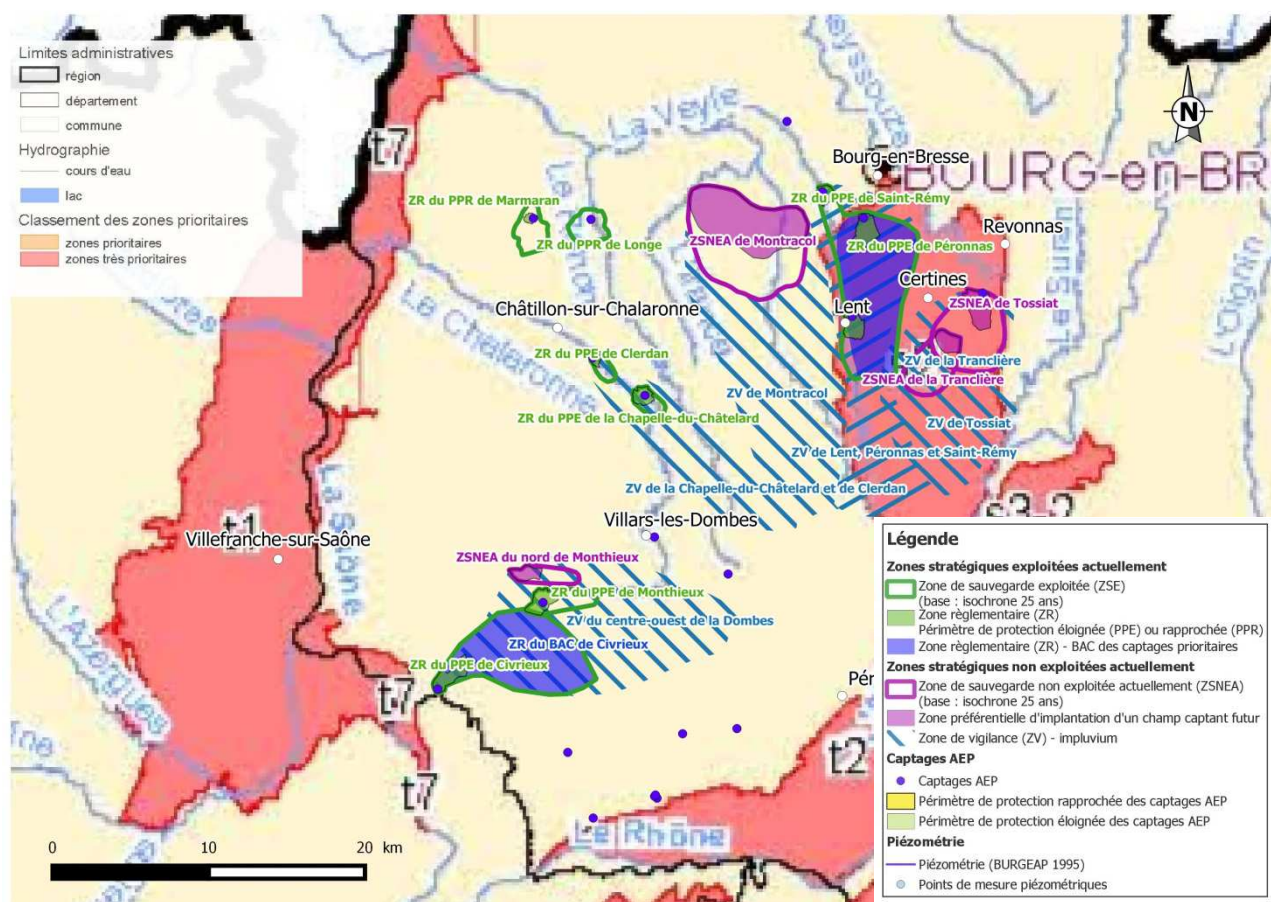 Limites administratives
région
département
commune
Hydrographie
cours d'eau
lac
Classement des zones prioritaires
zones prioritaires
zones très prioritaires
t7
La Veyle
N
Bourg-en-Bresse
BOURG-en-BR
ZR du PPR de Marmaran
ZR du PPE de Saint-Rémy
ZR du PPR de Longe
ZSNEA de Montracol
ZR du PPE de Péronnas
Revonnas
Certines
ZSNEA de Tossiat
Châtillon-sur-Chalaronne
Lent
Le Chalaronne
ZR du PPE de Clerdan
ZV de la Tranclière
ZSNEA de la Tranclière
ZV de Montracol
ZR du PPE de la Chapelle-du-Châtelard
ZV de Tossiat
ZV de Lent, Péronnas et Saint-Rémy
ZV de la Chapelle-du-Châtelard et de Clerdan
s3-2
t1
La Saône
Villars-les-Dombes
Villefranche-sur-Saône
ZSNEA du nord de Monthieux
ZR du PPE de Monthieux
ZV du centre-ouest de la Dombes
ZR du BAC de Civrieux
ZR du PPE de Civrieux
L'Azergues
t7
Pér
t2
t7
Le Rhône
0 10 20 km
Légende
Zones stratégiques exploitées actuellement
Zone de sauvegarde exploitée (ZSE)
(base : isochrone 25 ans)
Zone règlementaire (ZR)
Périmètre de protection éloignée (PPE) ou rapprochée (PPR)
Zone règlementaire (ZR) - BAC des captages prioritaires
Zones stratégiques non exploitées actuellement
Zone de sauvegarde non exploitée actuellement (ZSNEA)
(base : isochrone 25 ans)
Zone préférentielle d'implantation d'un champ captant futur
Zone de vigilance (ZV) - impluvium
Captages AEP
Captages AEP
Périmètre de protection rapprochée des captages AEP
Périmètre de protection éloignée des captages AEP
Piézométrie
Piézométrie (BURGEAP 1995)
Points de mesure piézométriques